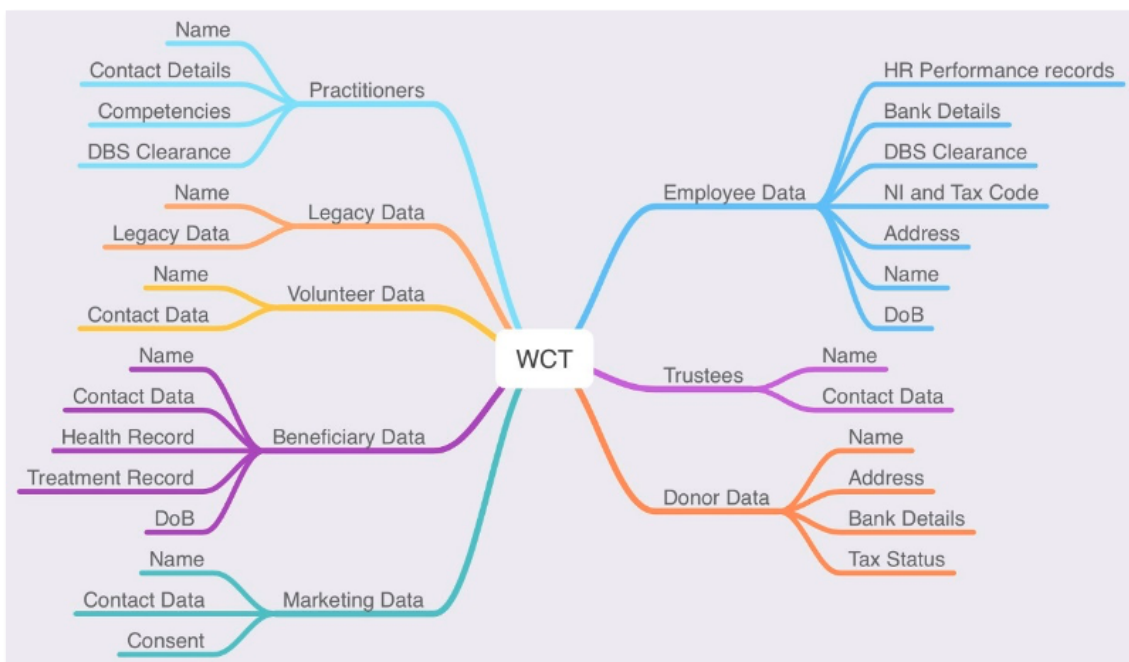 Name
Contact Details
Competencies
DBS Clearance
Practitioners
Name
Legacy Data
Legacy Data
Name
Contact Data
Volunteer Data
Name
Contact Data
Health Record
Treatment Record
DoB
Beneficiary Data
Name
Contact Data
Consent
Marketing Data
WCT
Employee Data
HR Performance records
Bank Details
DBS Clearance
NI and Tax Code
Address
Name
DoB
Trustees
Name
Contact Data
Donor Data
Name
Address
Bank Details
Tax Status